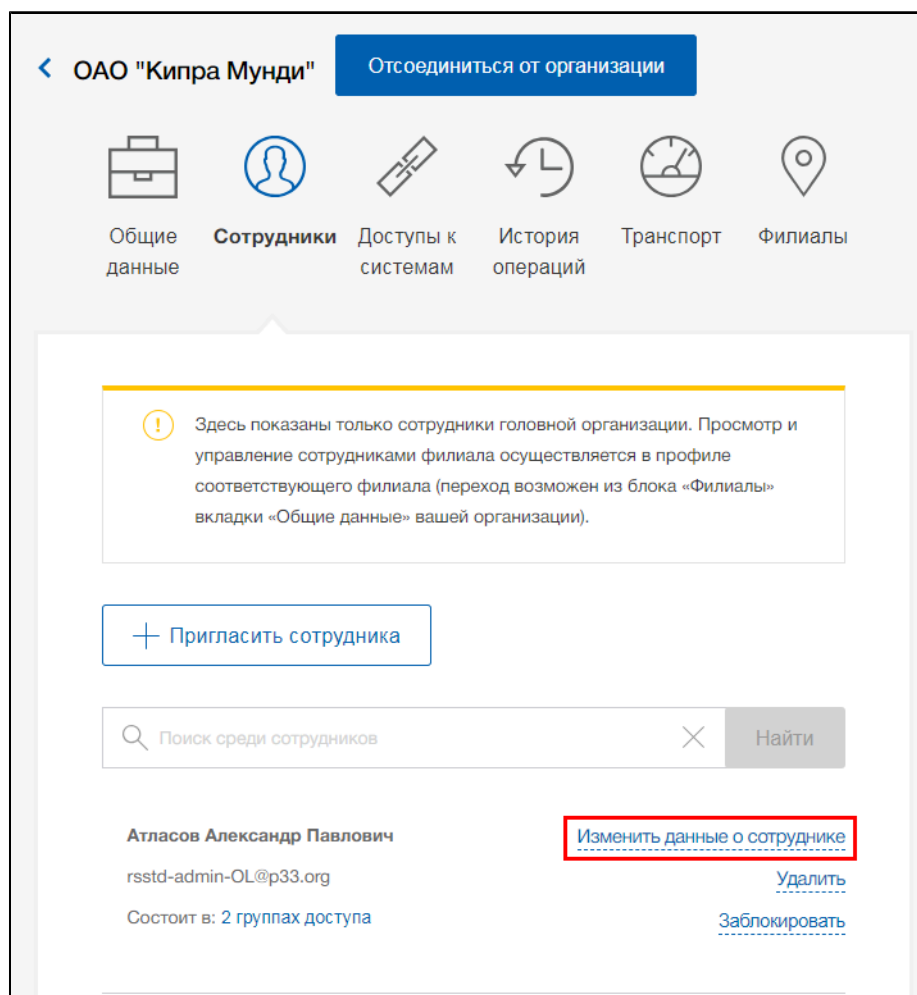 ОАО "Кипра Мунди"
Отсоединиться от организации
Общие данные
Сотрудники
Доступы к системам
История операций
Транспорт
Филиалы
Здесь показаны только сотрудники головной организации. Просмотр и
управление сотрудниками филиала осуществляется в профиле
соответствующего филиала (переход возможен из блока «Филиалы»
вкладки «Общие данные» вашей организации).
Пригласить сотрудника
Поиск среди сотрудников
Найти
Атласов Александр Павлович
Изменить данные о сотруднике
rsstd-admin-OL@p33.org
Удалить
Состоит в: 2 группах доступа
Заблокировать